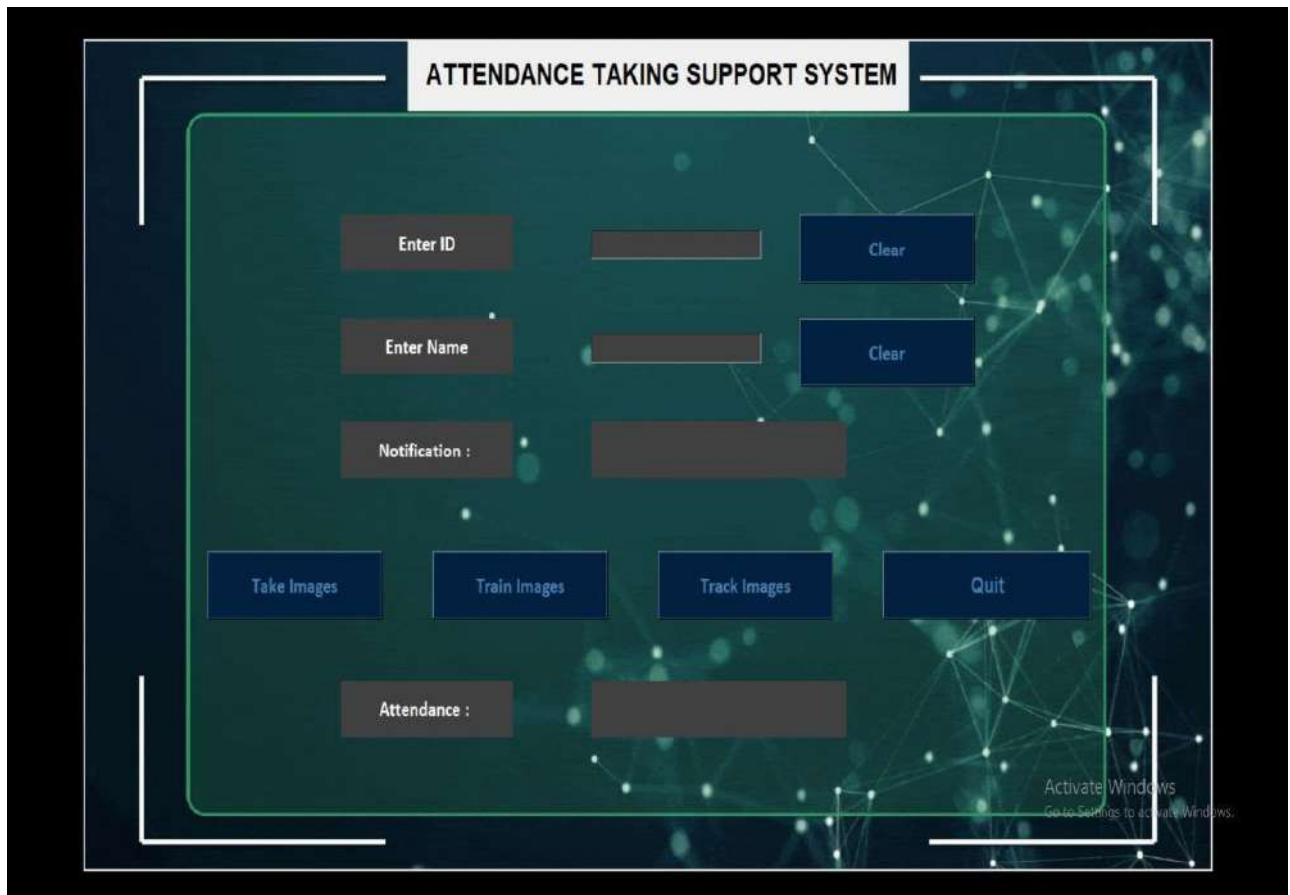 ATTENDANCE TAKING SUPPORT SYSTEM
Enter ID
Clear
Enter Name
Clear
Notification :
Take Images
Train Images
Track Images
Quit
Attendance :
Activate Windows
Go to Settings to activate Windows.